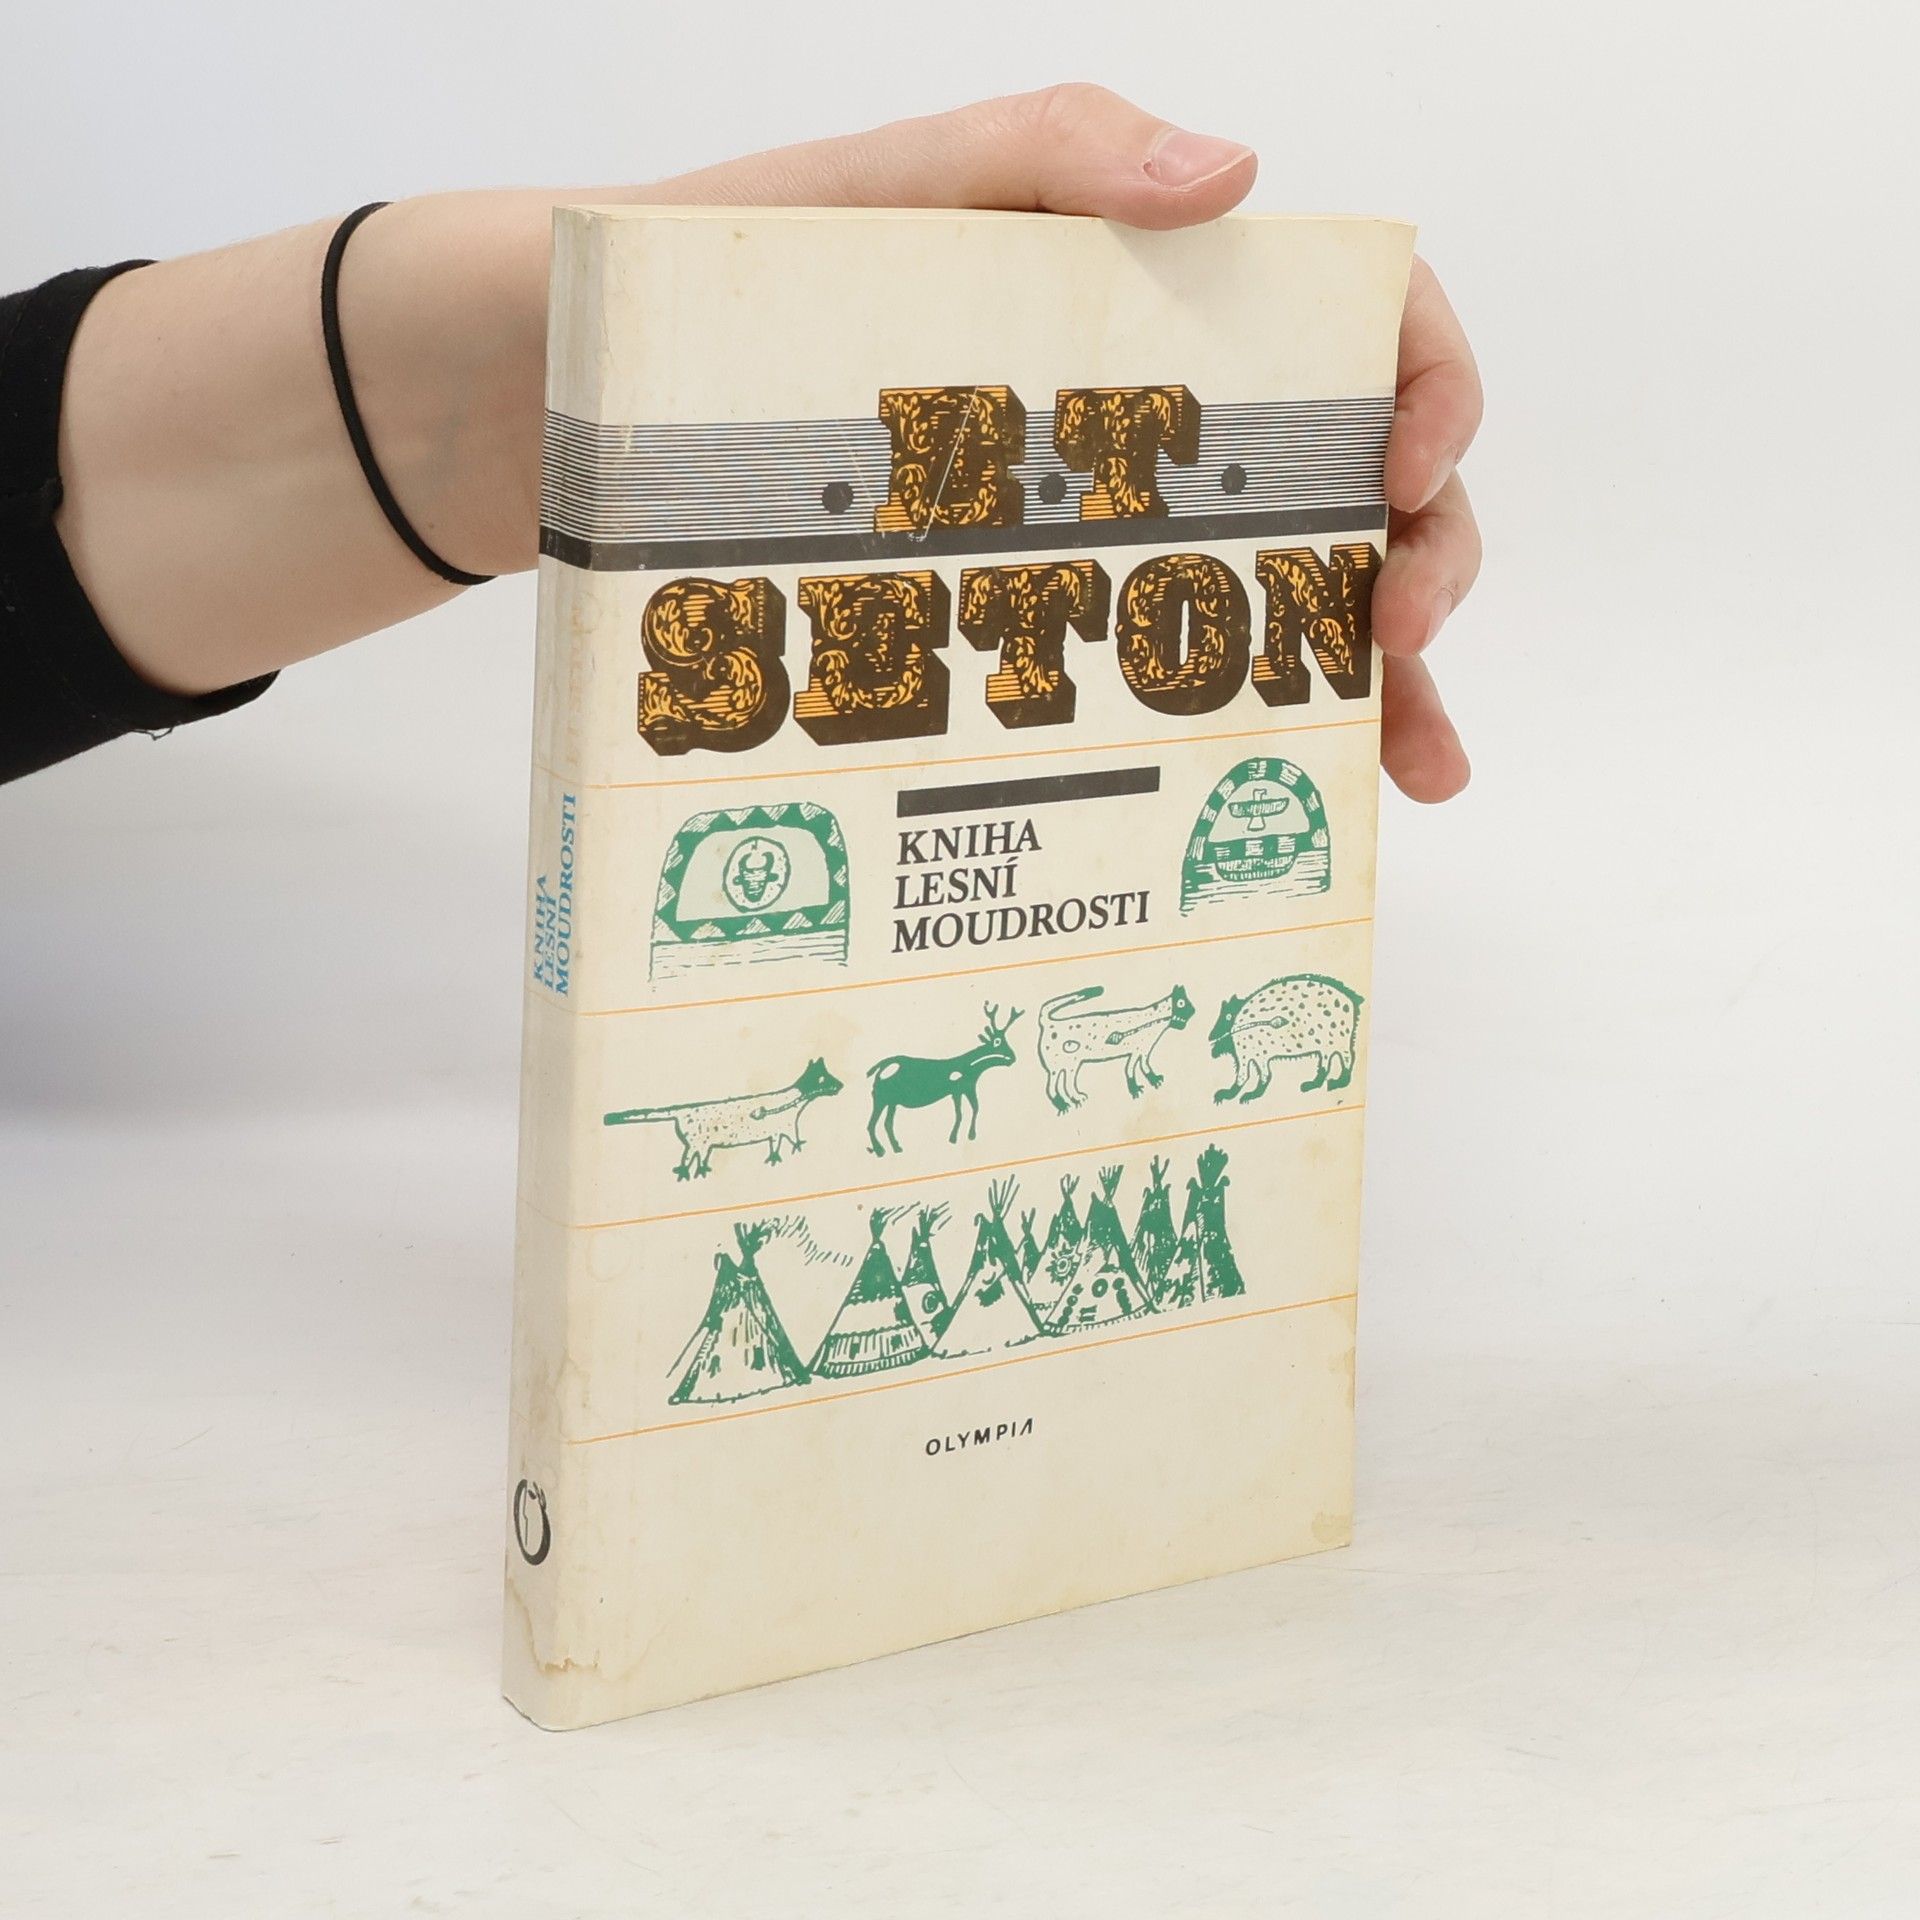 E.T.
SETON
KNIHA
LESNÍ
MOUDROSTI
OLYMPIA
KNIHA
LESNÍ
MOUDROSTI